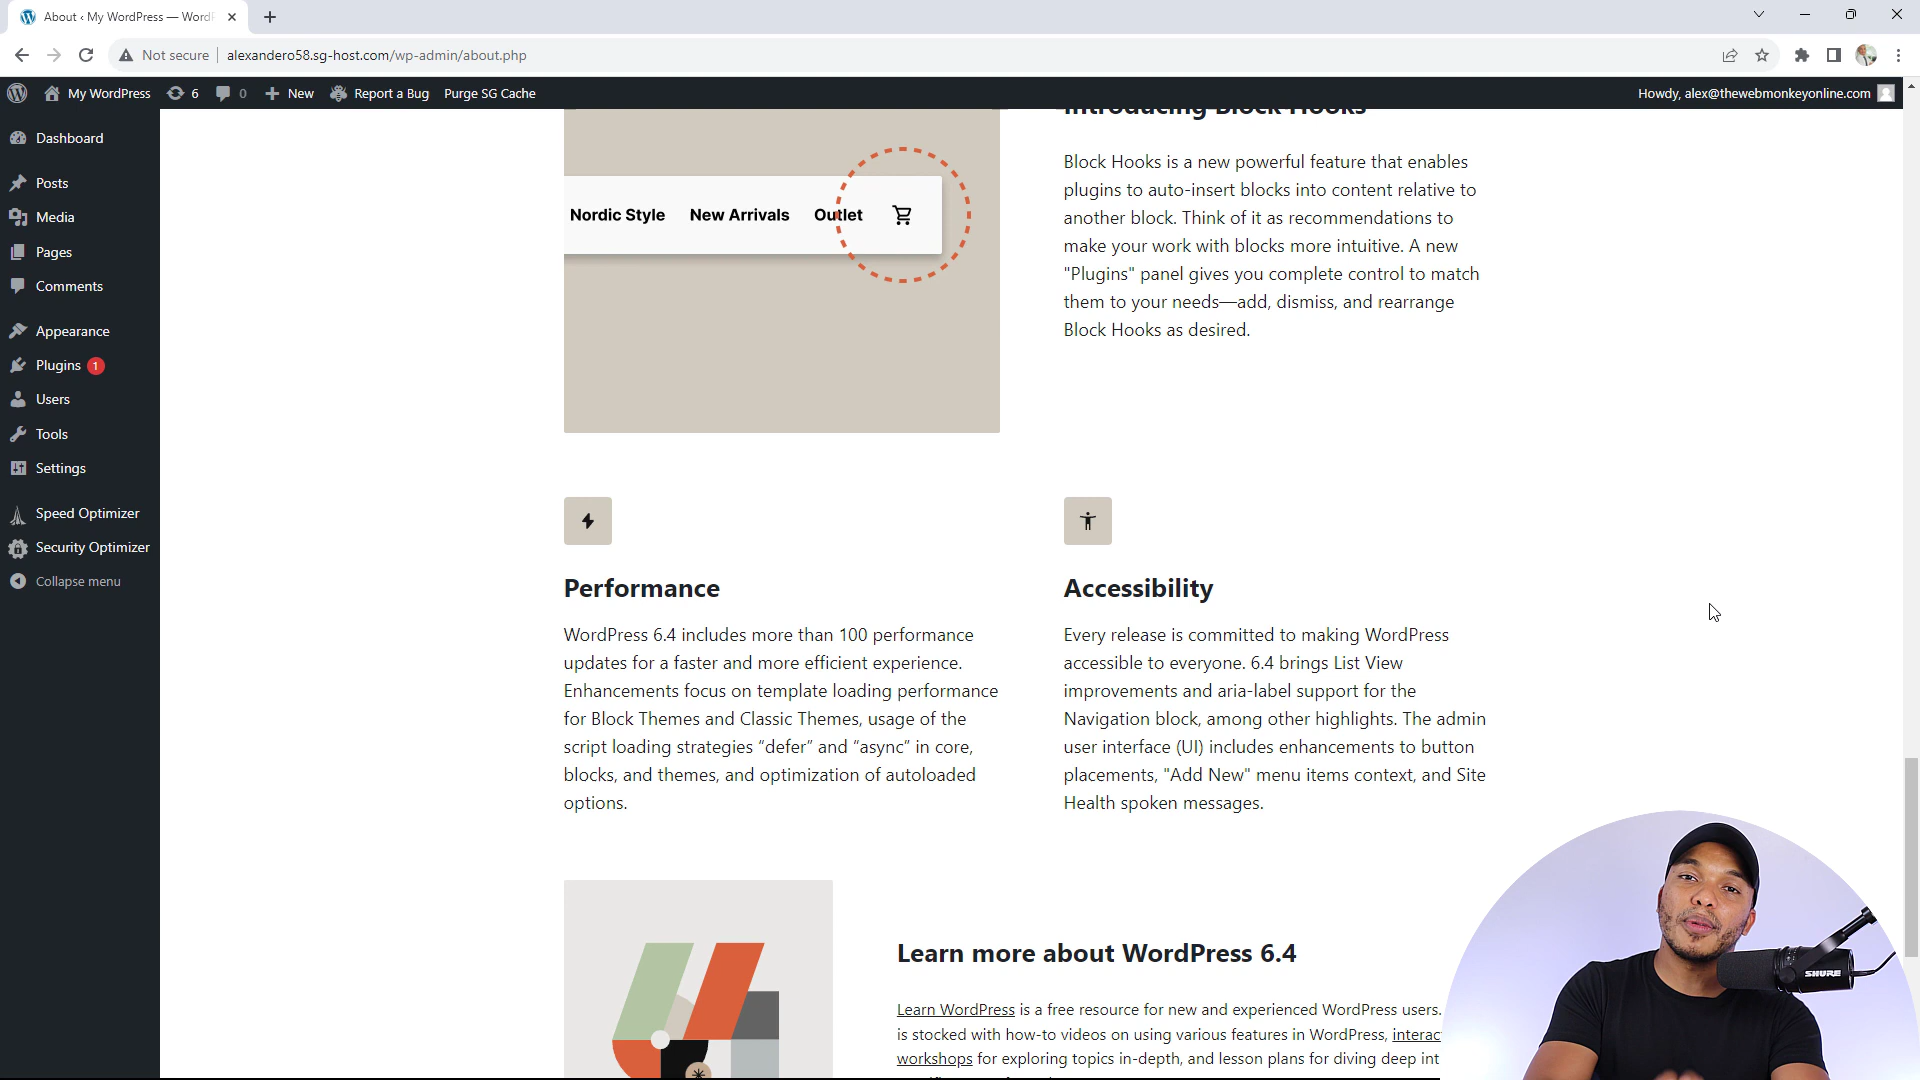 About ‹ My WordPress — Word
Not secure
alexandero58.sg-host.com/wp-admin/about.php
My WordPress
6
0
New
Report a Bug
Purge SG Cache
Howdy, alex@thewebmonkeyonline.com
Dashboard
Posts
Media
Pages
Comments
Appearance
Plugins 1
Users
Tools
Settings
Speed Optimizer
Security Optimizer
Collapse menu
Nordic Style
New Arrivals
Outlet
Introducing Block Hooks
Block Hooks is a new powerful feature that enables
plugins to auto-insert blocks into content relative to
another block. Think of it as recommendations to
make your work with blocks more intuitive. A new
"Plugins" panel gives you complete control to match
them to your needs—add, dismiss, and rearrange
Block Hooks as desired.
Performance
WordPress 6.4 includes more than 100 performance
updates for a faster and more efficient experience.
Enhancements focus on template loading performance
for Block Themes and Classic Themes, usage of the
script loading strategies “defer” and “async” in core,
blocks, and themes, and optimization of autoloaded
options.
Accessibility
Every release is committed to making WordPress
accessible to everyone. 6.4 brings List View
improvements and aria-label support for the
Navigation block, among other highlights. The admin
user interface (UI) includes enhancements to button
placements, "Add New" menu items context, and Site
Health spoken messages.
Learn more about WordPress 6.4
Learn WordPress is a free resource for new and experienced WordPress users.
is stocked with how-to videos on using various features in WordPress, interac
workshops for exploring topics in-depth, and lesson plans for diving deep int
SHURE